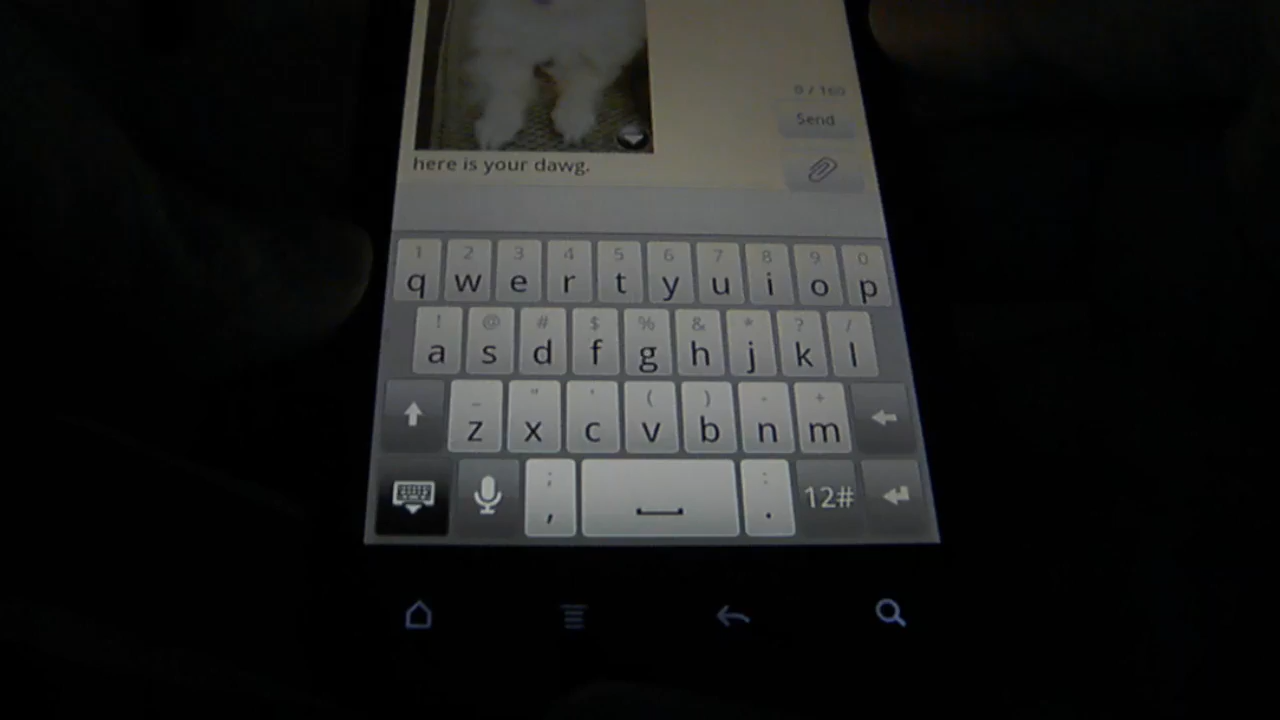 0 / 160
Send
here is your dawg.
1 2 3 4 5 6 7 8 9 0
q w e r t y u i o p
! @ # $ % & * ? /
a s d f g h j k l
_ " ' ( ) - +
z x c v b n m
; :
, . 12#